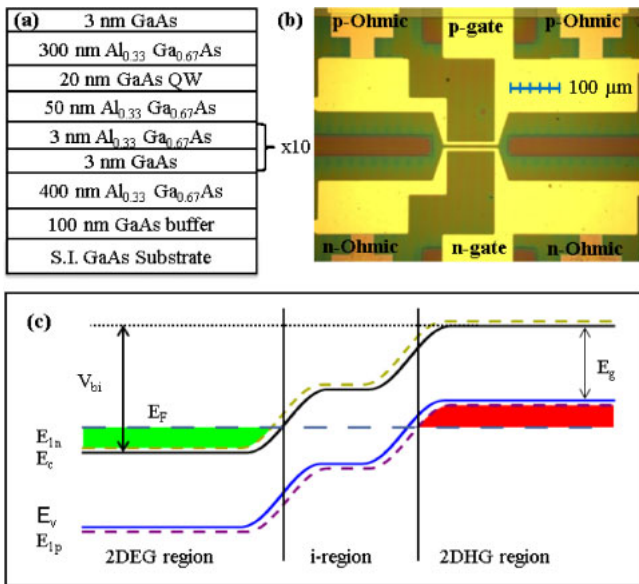 (a)
3 nm GaAs
300 nm Al0.33 Ga0.67As
20 nm GaAs QW
50 nm Al0.33 Ga0.67As
3 nm Al0.33 Ga0.67As
3 nm GaAs
x10
400 nm Al0.33 Ga0.67As
100 nm GaAs buffer
S.I. GaAs Substrate
(b)
p-Ohmic p-Ohmic
p-gate
100 μm
n-Ohmic n-gate n-Ohmic
(c)
Vbi
EF
Eg
E1n
Ec
Ev
E1p
2DEG region i-region 2DHG region